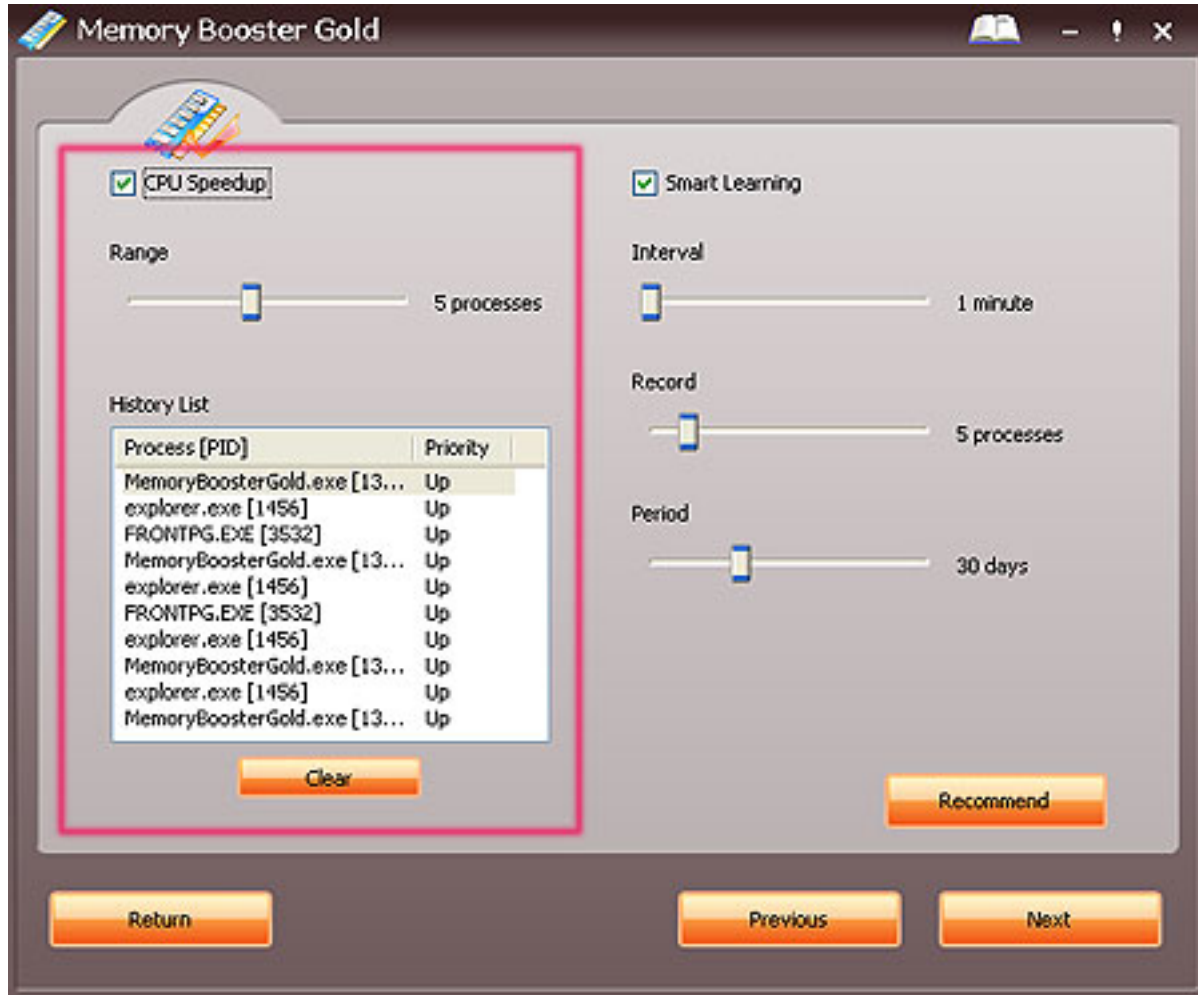 Memory Booster Gold
CPU Speedup
Range
5 processes
History List
Process [PID] Priority
MemoryBoosterGold.exe [13... Up
explorer.exe [1456] Up
FRONTPG.EXE [3532] Up
MemoryBoosterGold.exe [13... Up
explorer.exe [1456] Up
FRONTPG.EXE [3532] Up
explorer.exe [1456] Up
MemoryBoosterGold.exe [13... Up
explorer.exe [1456] Up
MemoryBoosterGold.exe [13... Up
Clear
Smart Learning
Interval
1 minute
Record
5 processes
Period
30 days
Recommend
Return
Previous
Next